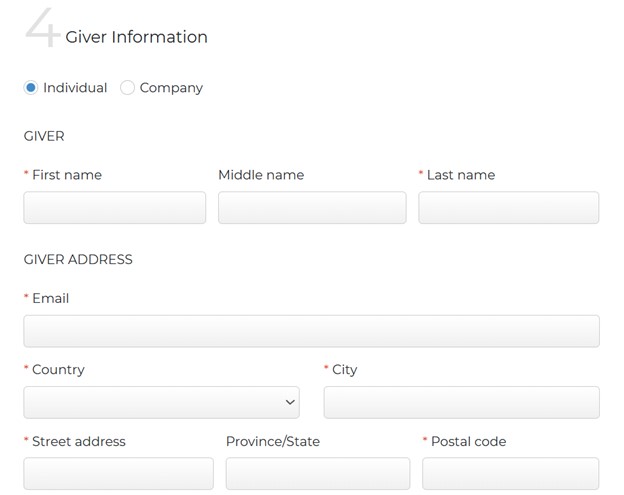 4 Giver Information
Individual Company
GIVER
* First name Middle name * Last name
GIVER ADDRESS
* Email
* Country * City
* Street address Province/State * Postal code